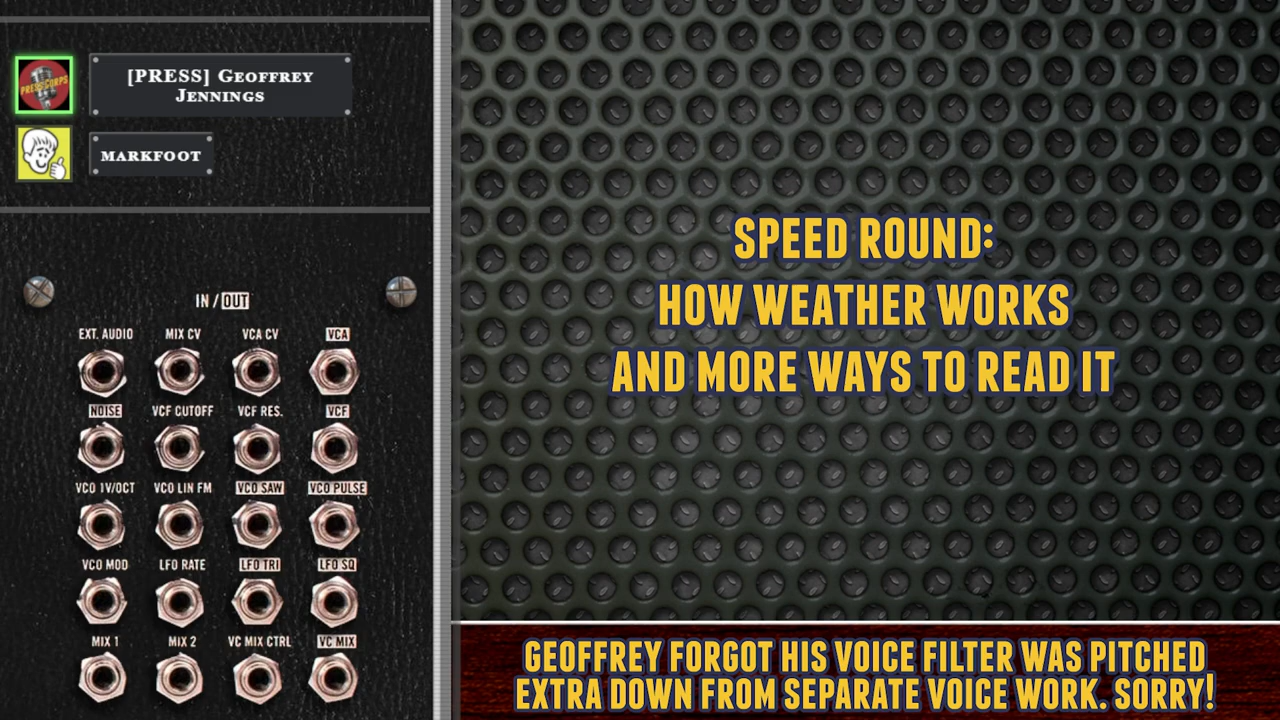 PRESS CORPS
[PRESS] Geoffrey
Jennings
MARKFOOT
IN / OUT
EXT. AUDIO MIX CV VCA CV VCA
NOISE VCF CUTOFF VCF RES. VCF
VCO 1V/OCT VCO LIN FM VCO SAW VCO PULSE
VCO MOD LFO RATE LFO TRI LFO SQ
MIX 1 MIX 2 VC MIX CTRL VC MIX
SPEED ROUND:
HOW WEATHER WORKS
AND MORE WAYS TO READ IT
GEOFFREY FORGOT HIS VOICE FILTER WAS PITCHED
EXTRA DOWN FROM SEPARATE VOICE WORK. SORRY!